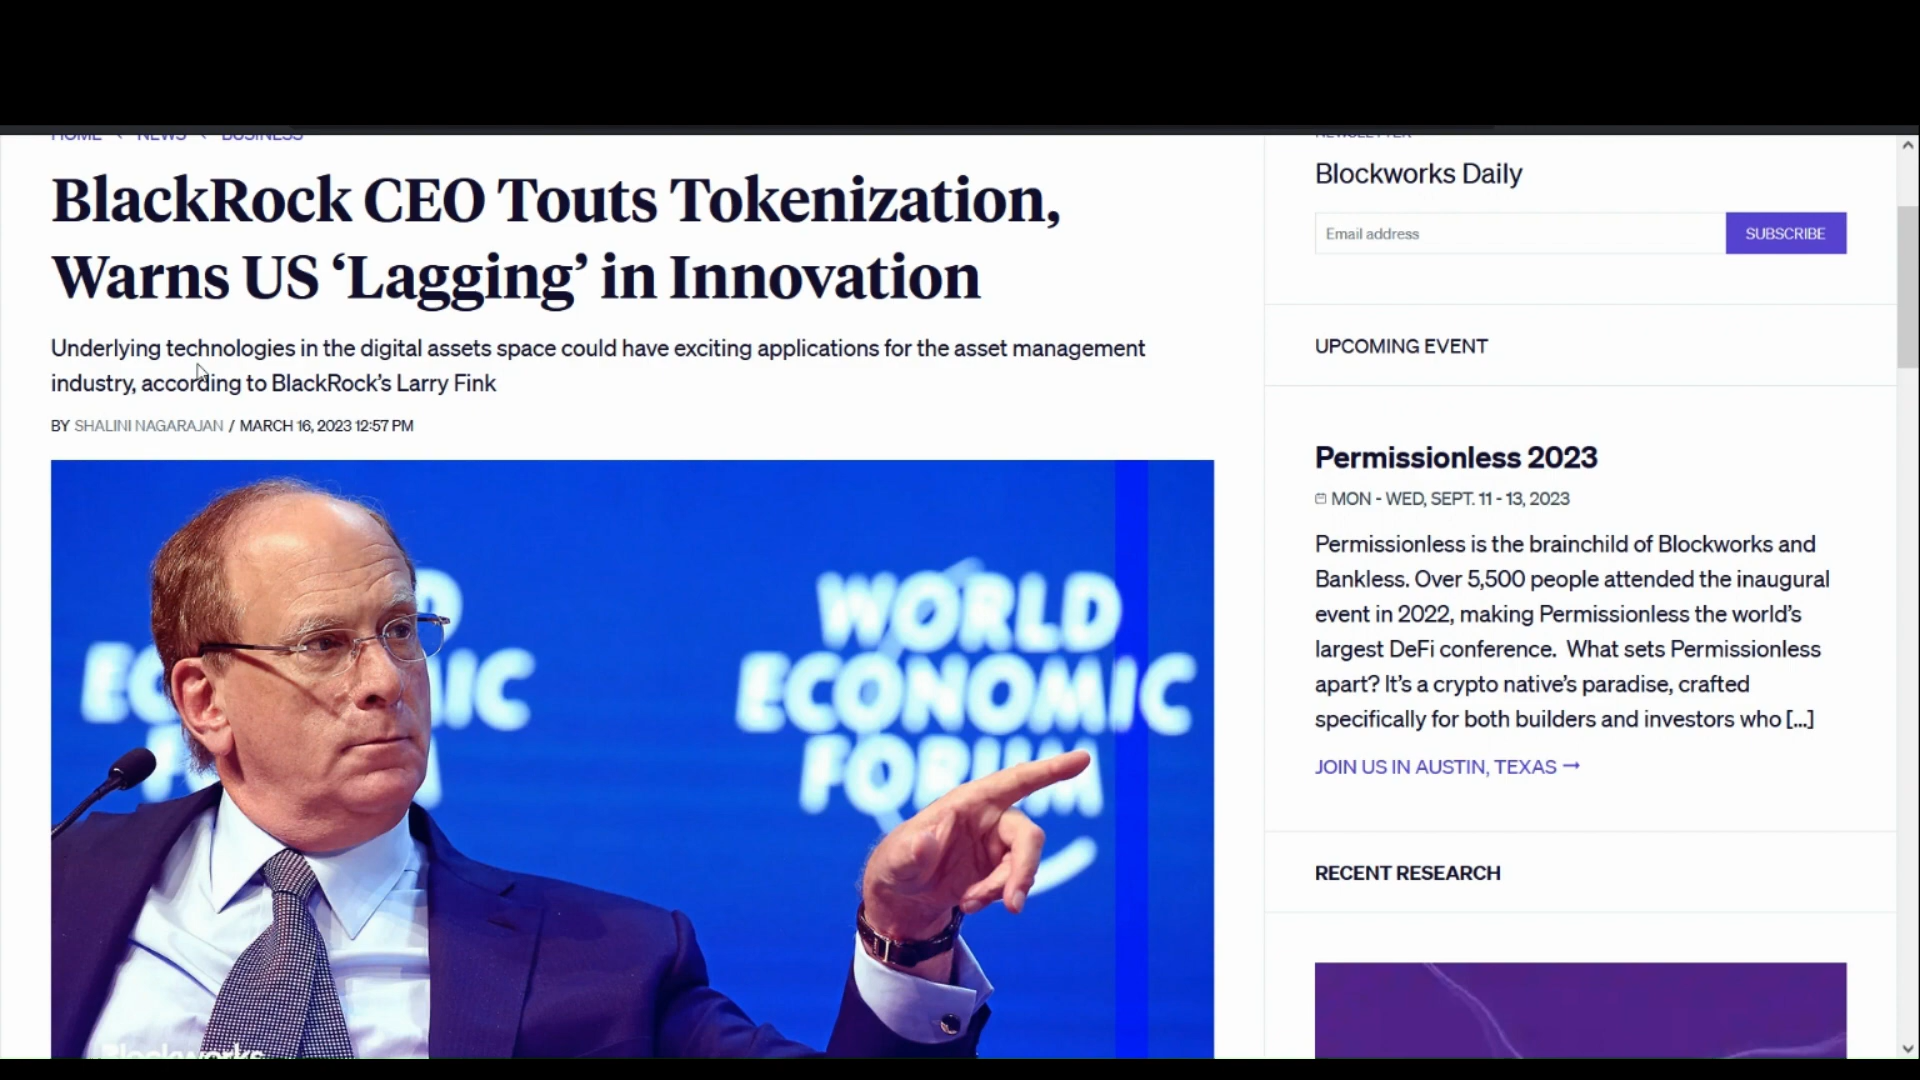 HOME < NEWS < BUSINESS
BlackRock CEO Touts Tokenization,
Warns US ‘Lagging’ in Innovation
Underlying technologies in the digital assets space could have exciting applications for the asset management
industry, according to BlackRock’s Larry Fink
BY SHALINI NAGARAJAN / MARCH 16, 2023 12:57 PM
WORLD
ECONOMIC
FORUM
Blockworks
NEWSLETTER
Blockworks Daily
Email address
SUBSCRIBE
UPCOMING EVENT
Permissionless 2023
MON - WED, SEPT. 11 - 13, 2023
Permissionless is the brainchild of Blockworks and
Bankless. Over 5,500 people attended the inaugural
event in 2022, making Permissionless the world’s
largest DeFi conference.  What sets Permissionless
apart? It’s a crypto native’s paradise, crafted
specifically for both builders and investors who [...]
JOIN US IN AUSTIN, TEXAS →
RECENT RESEARCH